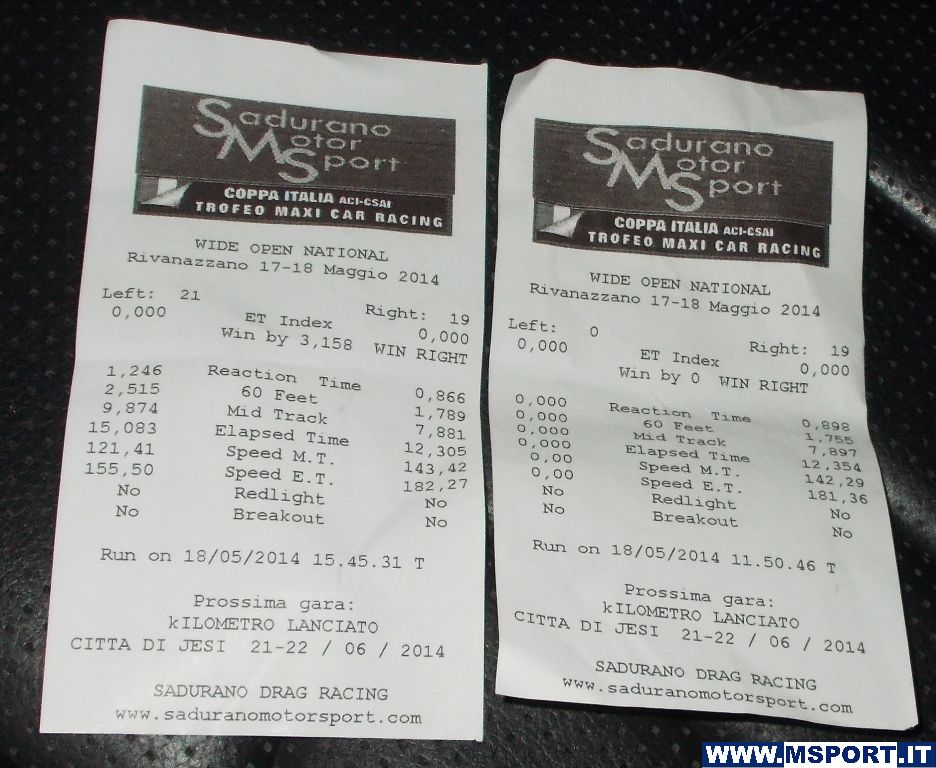 Sadurano
Motor
Sport
COPPA ITALIA ACI-CSAI
TROFEO MAXI CAR RACING
WIDE OPEN NATIONAL
Rivanazzano 17-18 Maggio 2014
Left: 21 Right: 19
0,000 ET Index 0,000
Win by 3,158 WIN RIGHT
1,246 Reaction Time 0,866
2,515 60 Feet 1,789
9,874 Mid Track 7,881
15,083 Elapsed Time 12,305
121,41 Speed M.T. 143,42
155,50 Speed E.T. 182,27
No Redlight No
No Breakout No
Run on 18/05/2014 15.45.31 T
Prossima gara:
kILOMETRO LANCIATO
CITTA DI JESI 21-22 / 06 / 2014
SADURANO DRAG RACING
www.saduranomotorsport.com
Sadurano
Motor
Sport
COPPA ITALIA ACI-CSAI
TROFEO MAXI CAR RACING
WIDE OPEN NATIONAL
Rivanazzano 17-18 Maggio 2014
Left: 0 Right: 19
0,000 ET Index 0,000
Win by 0 WIN RIGHT
0,000 Reaction Time 0,898
0,000 60 Feet 1,755
0,000 Mid Track 7,897
0,000 Elapsed Time 12,354
0,00 Speed M.T. 142,29
0,00 Speed E.T. 181,36
No Redlight No
No Breakout No
Run on 18/05/2014 11.50.46 T
Prossima gara:
kILOMETRO LANCIATO
CITTA DI JESI 21-22 / 06 / 2014
SADURANO DRAG RACING
www.saduranomotorsport.com
WWW.MSPORT.IT